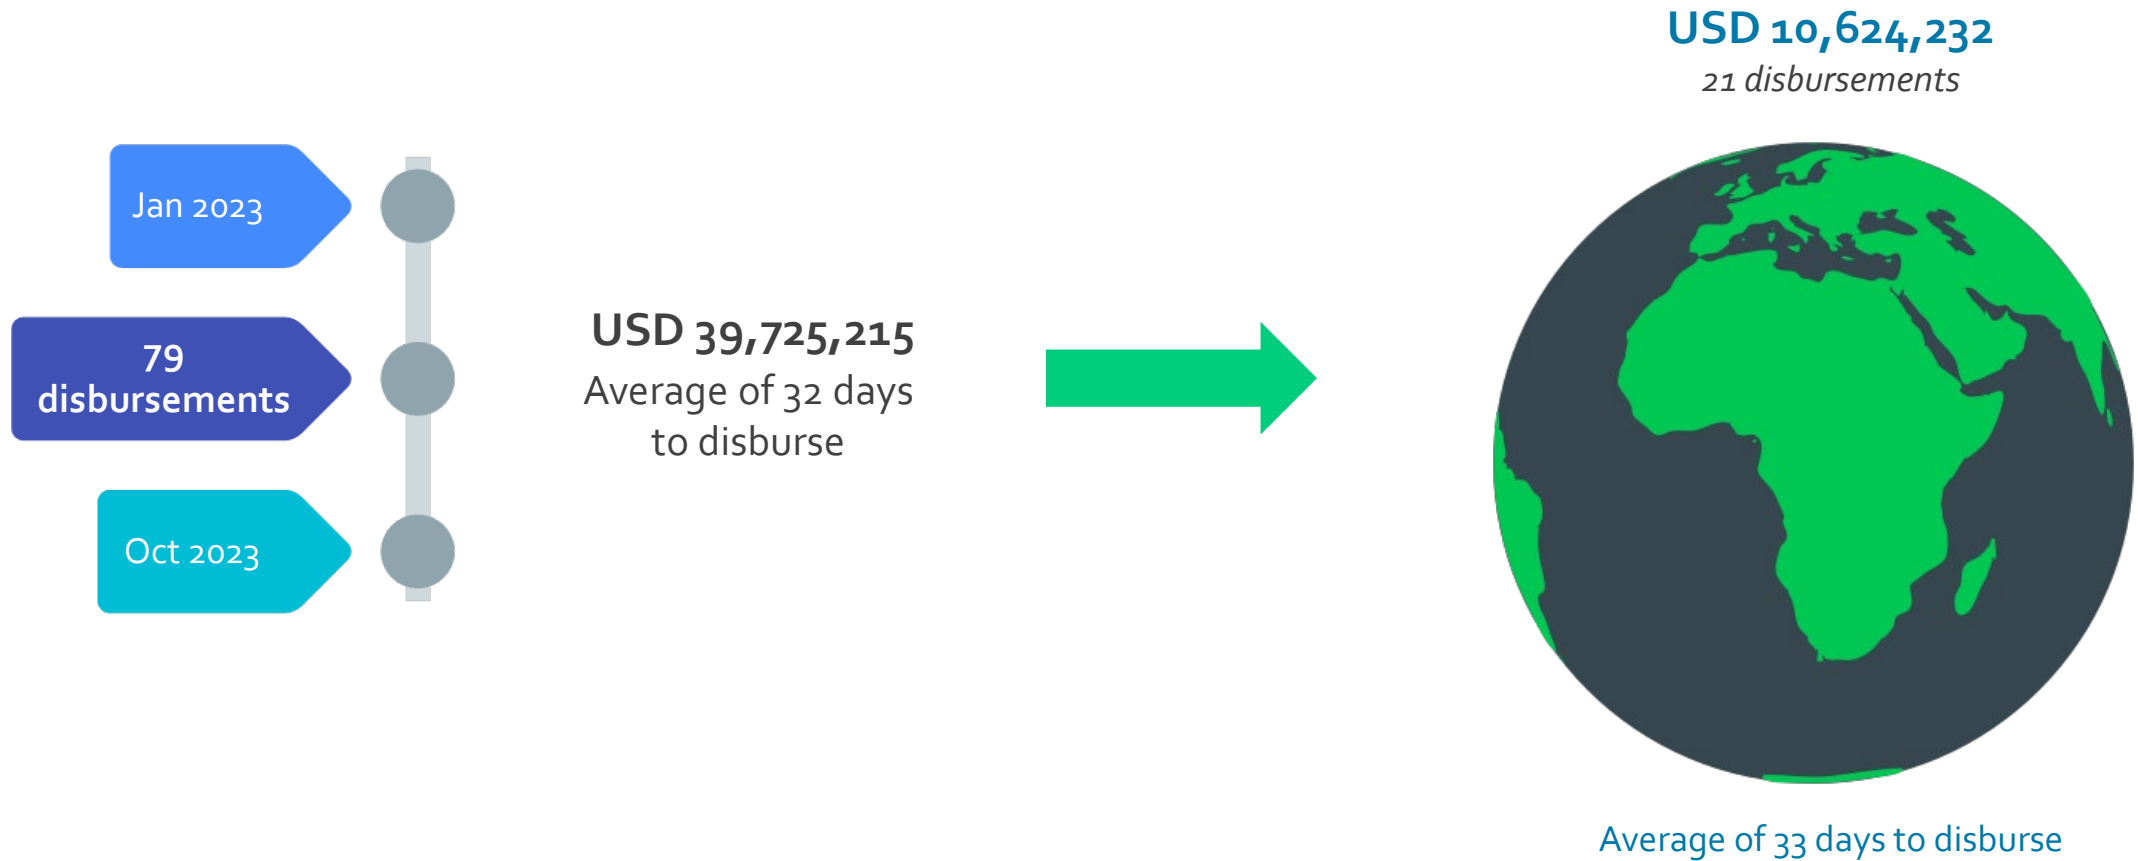 Jan 2023
79
disbursements
Oct 2023
USD 39,725,215
Average of 32 days
to disburse
USD 10,624,232
21 disbursements
Average of 33 days to disburse